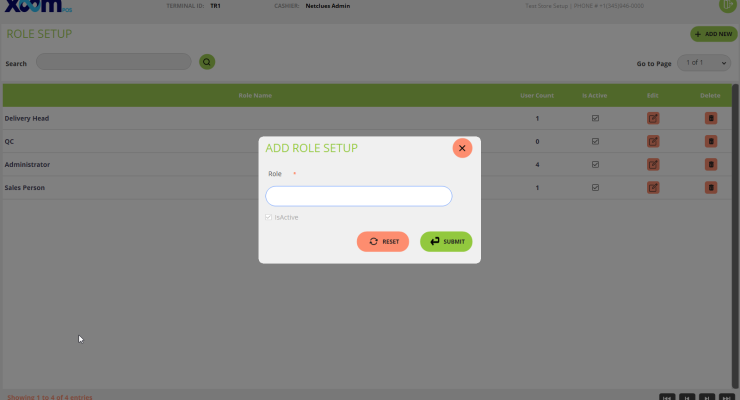 XOOM POS
TERMINAL ID: TR1 CASHIER: Netclues Admin Test Store Setup | PHONE # +1(345)946-0000
ROLE SETUP
ADD NEW
Search
Go to Page 1 of 1
Role Name User Count Is Active Edit Delete
Delivery Head 1
QC 0
Administrator 4
Sales Person 1
ADD ROLE SETUP
Role *
IsActive
RESET SUBMIT
Showing 1 to 4 of 4 entries